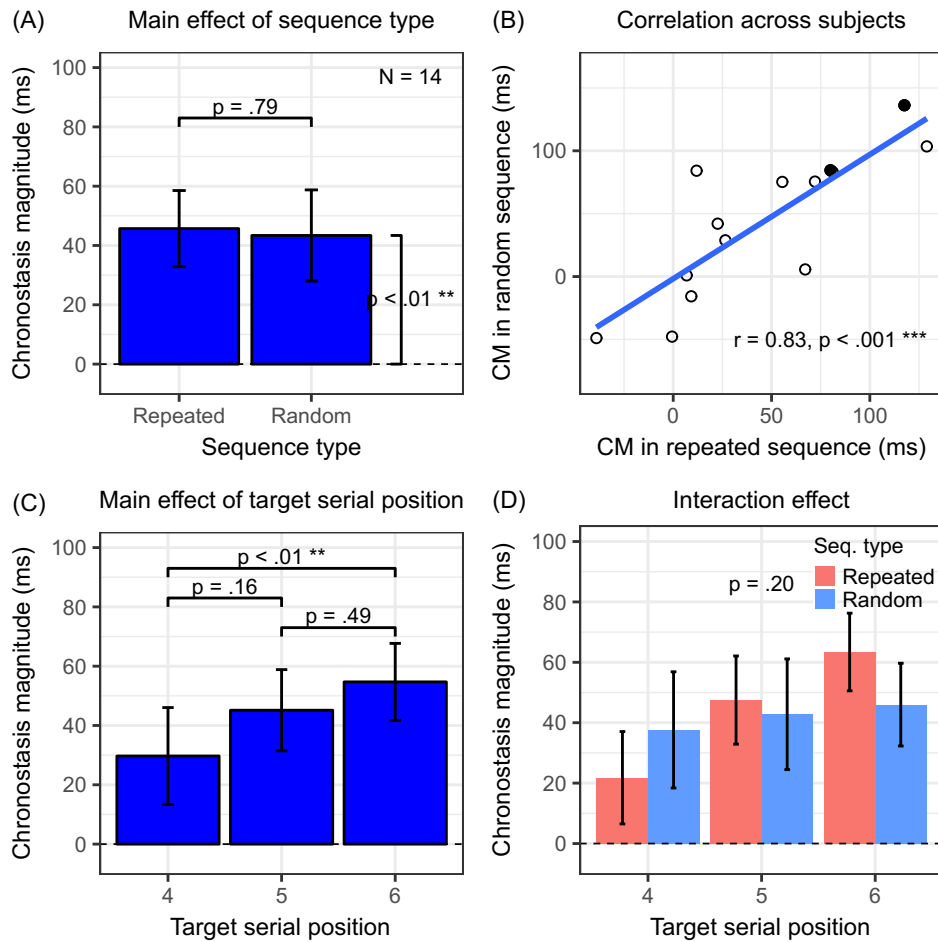 (A) Main effect of sequence type
Chronostasis magnitude (ms)
100
80
60
40
20
0
N = 14
p = .79
p < .01 **
Repeated
Random
Sequence type
(B) Correlation across subjects
CM in random sequence (ms)
100
0
r = 0.83, p < .001 ***
0
50
100
CM in repeated sequence (ms)
(C) Main effect of target serial position
Chronostasis magnitude (ms)
100
80
60
40
20
0
p < .01 **
p = .16
p = .49
4
5
6
Target serial position
(D) Interaction effect
Chronostasis magnitude (ms)
100
80
60
40
20
0
Seq. type
Repeated
Random
p = .20
4
5
6
Target serial position